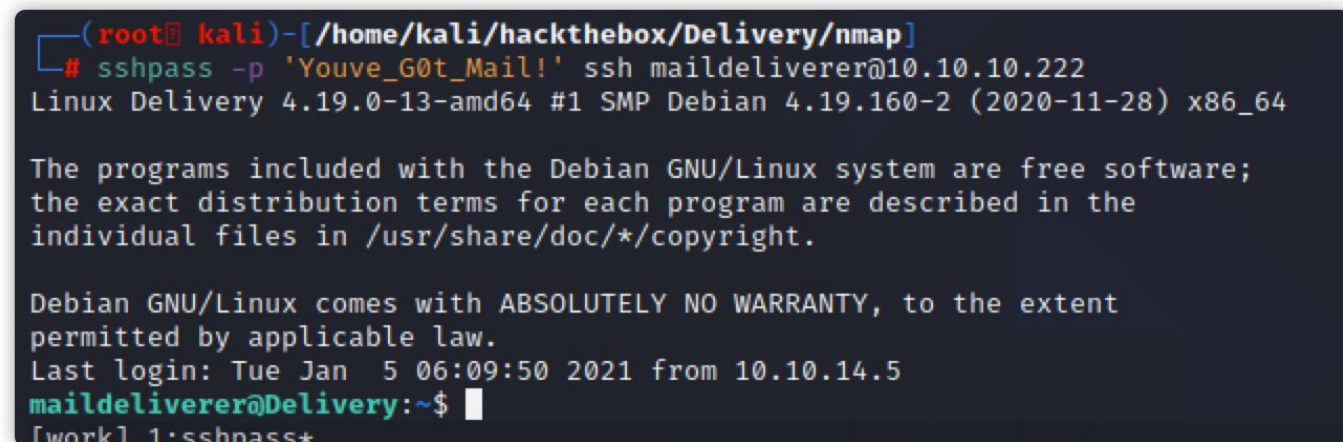 (root kali)-[/home/kali/hackthebox/Delivery/nmap]
# sshpass -p 'Youve_G0t_Mail!' ssh maildeliverer@10.10.10.222
Linux Delivery 4.19.0-13-amd64 #1 SMP Debian 4.19.160-2 (2020-11-28) x86_64
The programs included with the Debian GNU/Linux system are free software;
the exact distribution terms for each program are described in the
individual files in /usr/share/doc/*/copyright.
Debian GNU/Linux comes with ABSOLUTELY NO WARRANTY, to the extent
permitted by applicable law.
Last login: Tue Jan  5 06:09:50 2021 from 10.10.14.5
maildeliverer@Delivery:~$
[work] 1:sshpass*